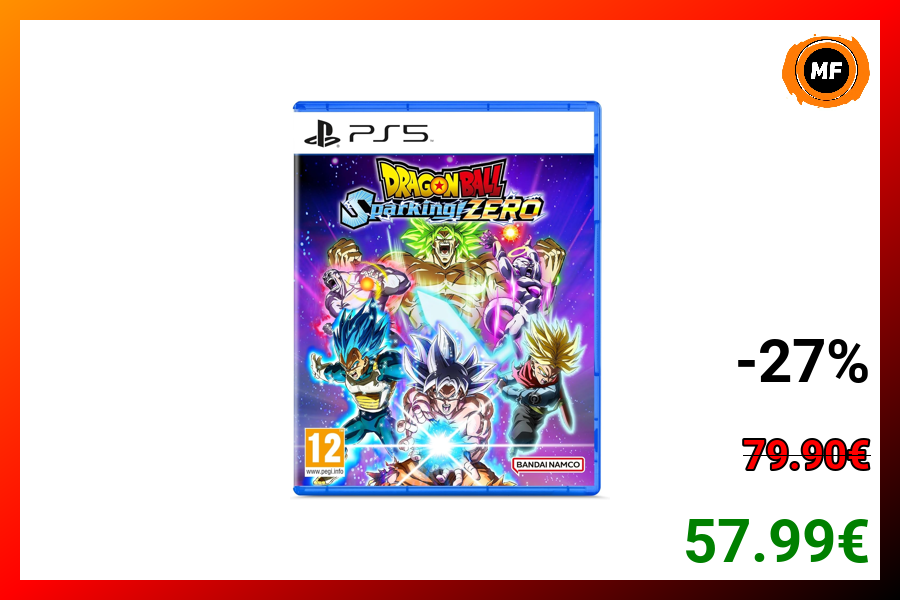 MF
PS5
DRAGON BALL
Sparking! ZERO
12
www.pegi.info
BANDAI NAMCO
-27%
79.90€
57.99€